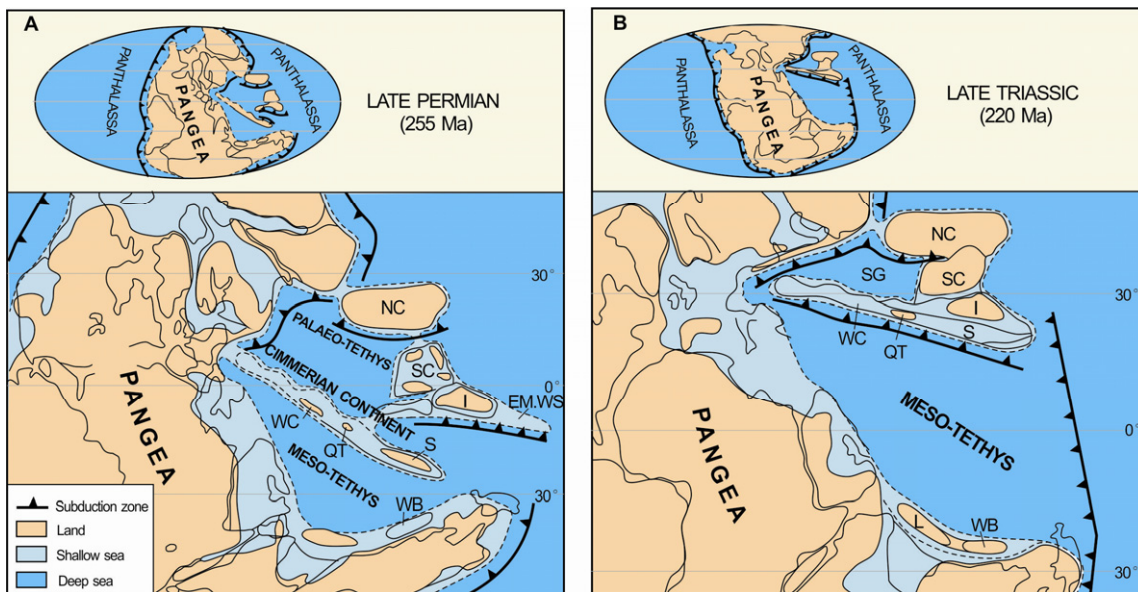 A
PANTHALASSA
PANGEA
PANTHALASSA
LATE PERMIAN
(255 Ma)
30°
NC
PALAEO-TETHYS
CIMMERIAN CONTINENT
SC
0°
I
EM.WS
WC
QT
S
MESO-TETHYS
PANGEA
WB
30°
Subduction zone
Land
Shallow sea
Deep sea
B
PANTHALASSA
PANGEA
PANTHALASSA
LATE TRIASSIC
(220 Ma)
NC
SG
SC
30°
I
S
WC
QT
MESO-TETHYS
0°
PANGEA
L
WB
30°